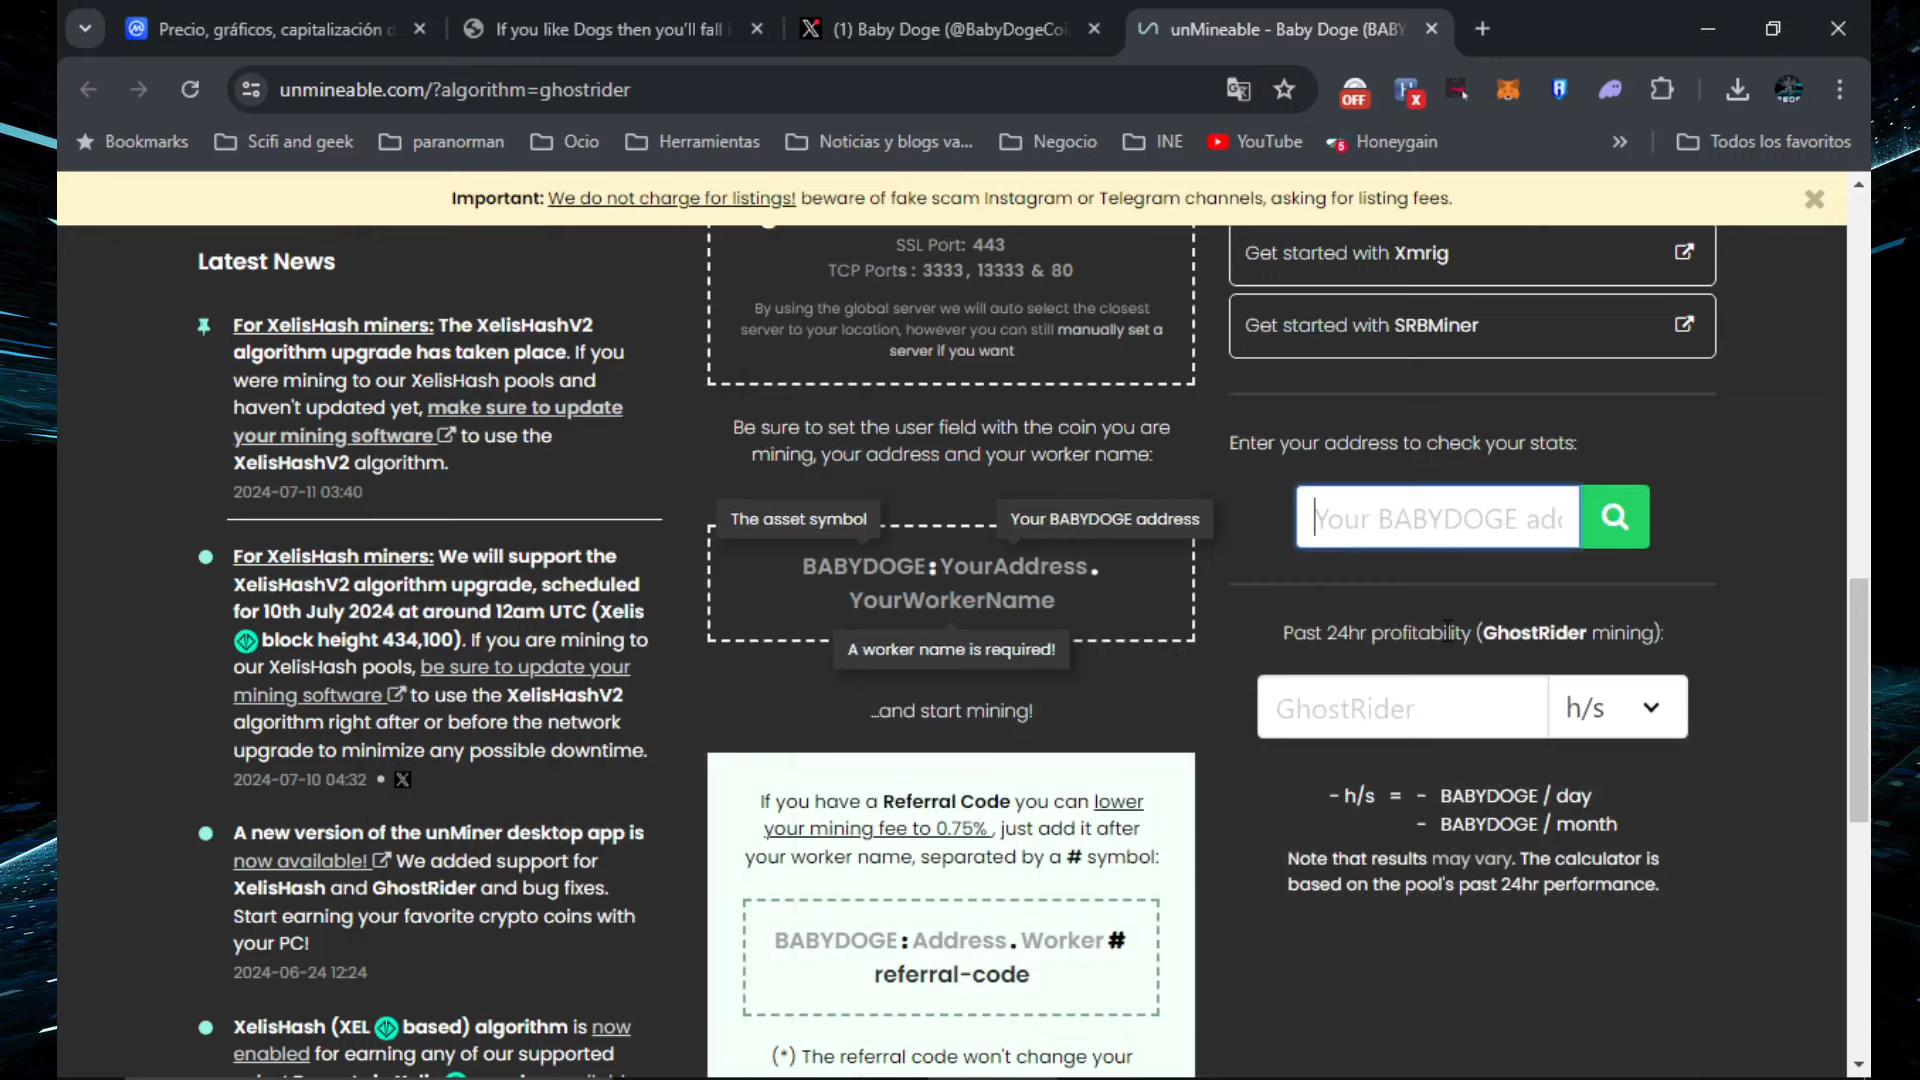 Precio, gráficos, capitalización d
If you like Dogs then you'll fall i
(1) Baby Doge (@BabyDogeCoi
unMineable - Baby Doge (BABY
unmineable.com/?algorithm=ghostrider
OFF
Bookmarks
Scifi and geek
paranorman
Ocio
Herramientas
Noticias y blogs va...
Negocio
INE
YouTube
5
Honeygain
Todos los favoritos
Important: We do not charge for listings! beware of fake scam Instagram or Telegram channels, asking for listing fees.
Latest News
For XelisHash miners: The XelisHashV2
algorithm upgrade has taken place. If you
were mining to our XelisHash pools and
haven't updated yet, make sure to update
your mining software to use the
XelisHashV2 algorithm.
2024-07-11 03:40
For XelisHash miners: We will support the
XelisHashV2 algorithm upgrade, scheduled
for 10th July 2024 at around 12am UTC (Xelis
block height 434,100). If you are mining to
our XelisHash pools, be sure to update your
mining software to use the XelisHashV2
algorithm right after or before the network
upgrade to minimize any possible downtime.
2024-07-10 04:32 •
A new version of the unMiner desktop app is
now available! We added support for
XelisHash and GhostRider and bug fixes.
Start earning your favorite crypto coins with
your PC!
2024-06-24 12:24
XelisHash (XEL based) algorithm is now
enabled for earning any of our supported
SSL Port: 443
TCP Ports : 3333 , 13333 & 80
By using the global server we will auto select the closest
server to your location, however you can still manually set a
server if you want
Be sure to set the user field with the coin you are
mining, your address and your worker name:
The asset symbol
Your BABYDOGE address
BABYDOGE:YourAddress.
YourWorkerName
A worker name is required!
...and start mining!
If you have a Referral Code you can lower
your mining fee to 0.75% , just add it after
your worker name, separated by a # symbol:
BABYDOGE:Address.Worker#
referral-code
(*) The referral code won't change your
Get started with Xmrig
Get started with SRBMiner
Enter your address to check your stats:
Your BABYDOGE add
Past 24hr profitability (GhostRider mining):
GhostRider
h/s
- h/s = - BABYDOGE / day
- BABYDOGE / month
Note that results may vary. The calculator is
based on the pool's past 24hr performance.